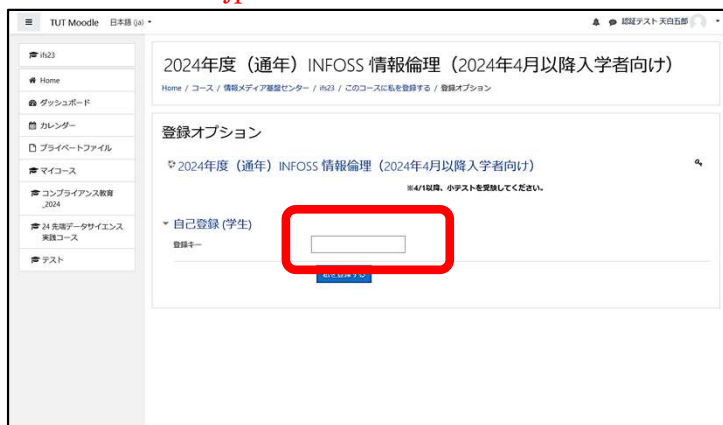 TUT Moodle 日本語 (ja)
認証テスト 天白五郎
ifs23
Home
ダッシュボード
カレンダー
プライベートファイル
マイコース
コンプライアンス教育
_2024
24 先端データサイエンス
実践コース
テスト
2024年度（通年）INFOSS 情報倫理（2024年4月以降入学者向け）
Home / コース / 情報メディア基盤センター / ifs23 / このコースに私を登録する / 登録オプション
登録オプション
2024年度（通年）INFOSS 情報倫理（2024年4月以降入学者向け）
※4/1以降、小テストを受験してください。
自己登録 (学生)
登録キー
私を登録する